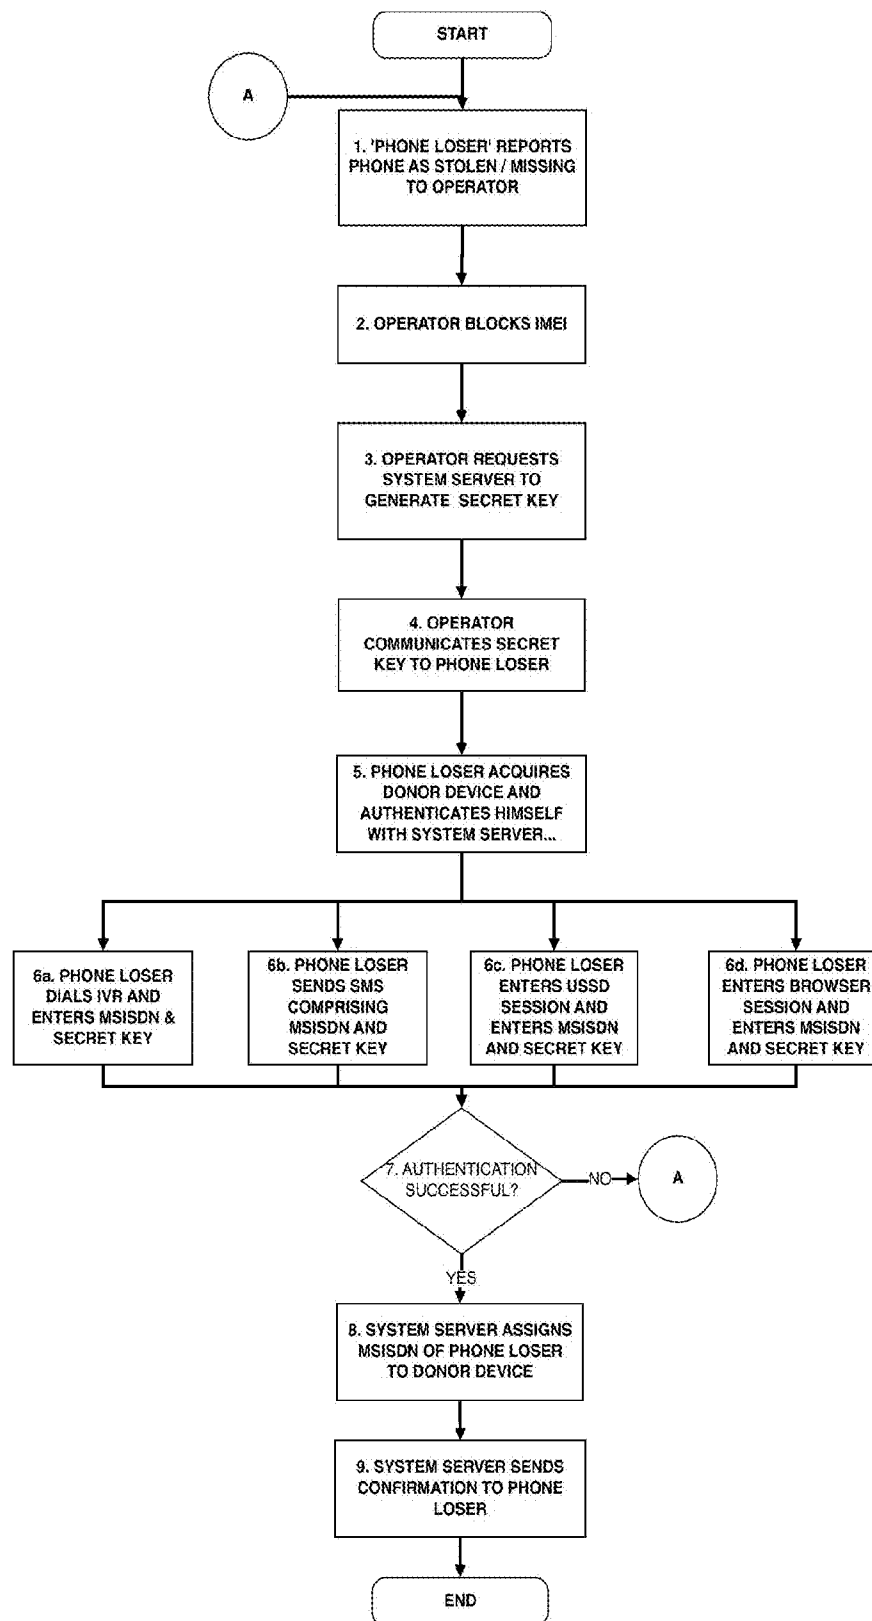 START
A
1. 'PHONE LOSER' REPORTS
PHONE AS STOLEN / MISSING
TO OPERATOR
2. OPERATOR BLOCKS IMEI
3. OPERATOR REQUESTS
SYSTEM SERVER TO
GENERATE SECRET KEY
4. OPERATOR
COMMUNICATES SECRET
KEY TO PHONE LOSER
5. PHONE LOSER ACQUIRES
DONOR DEVICE AND
AUTHENTICATES HIMSELF
WITH SYSTEM SERVER...
6a. PHONE LOSER
DIALS IVR AND
ENTERS MSISDN &
SECRET KEY
6b. PHONE LOSER
SENDS SMS
COMPRISING
MSISDN AND
SECRET KEY
6c. PHONE LOSER
ENTERS USSD
SESSION AND
ENTERS MSISDN
AND SECRET KEY
6d. PHONE LOSER
ENTERS BROWSER
SESSION AND
ENTERS MSISDN
AND SECRET KEY
7. AUTHENTICATION
SUCCESSFUL?
NO
A
YES
8. SYSTEM SERVER ASSIGNS
MSISDN OF PHONE LOSER
TO DONOR DEVICE
9. SYSTEM SERVER SENDS
CONFIRMATION TO PHONE
LOSER
END